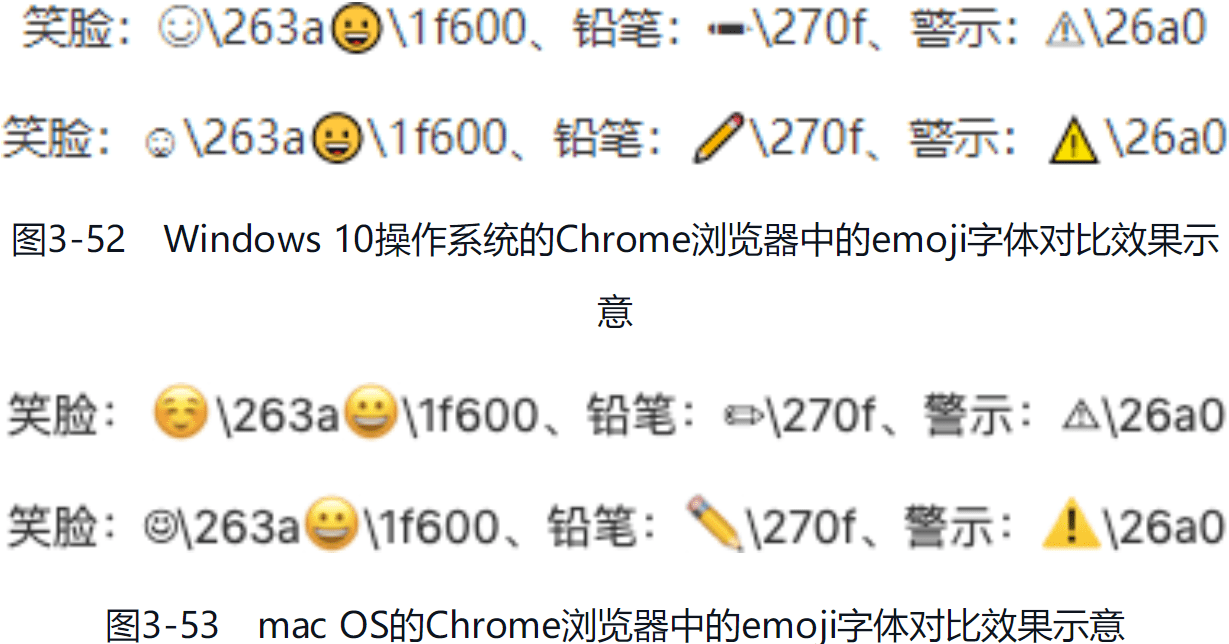 笑脸：☺\263a😀\1f600、铅笔：✏\270f、警示：⚠\26a0
笑脸：☺\263a😀\1f600、铅笔：✏️\270f、警示：⚠️\26a0
图3-52　Windows 10操作系统的Chrome浏览器中的emoji字体对比效果示
意
笑脸：☺️\263a😀\1f600、铅笔：✏\270f、警示：⚠\26a0
笑脸：☺\263a😀\1f600、铅笔：✏️\270f、警示：⚠️\26a0
图3-53　mac OS的Chrome浏览器中的emoji字体对比效果示意